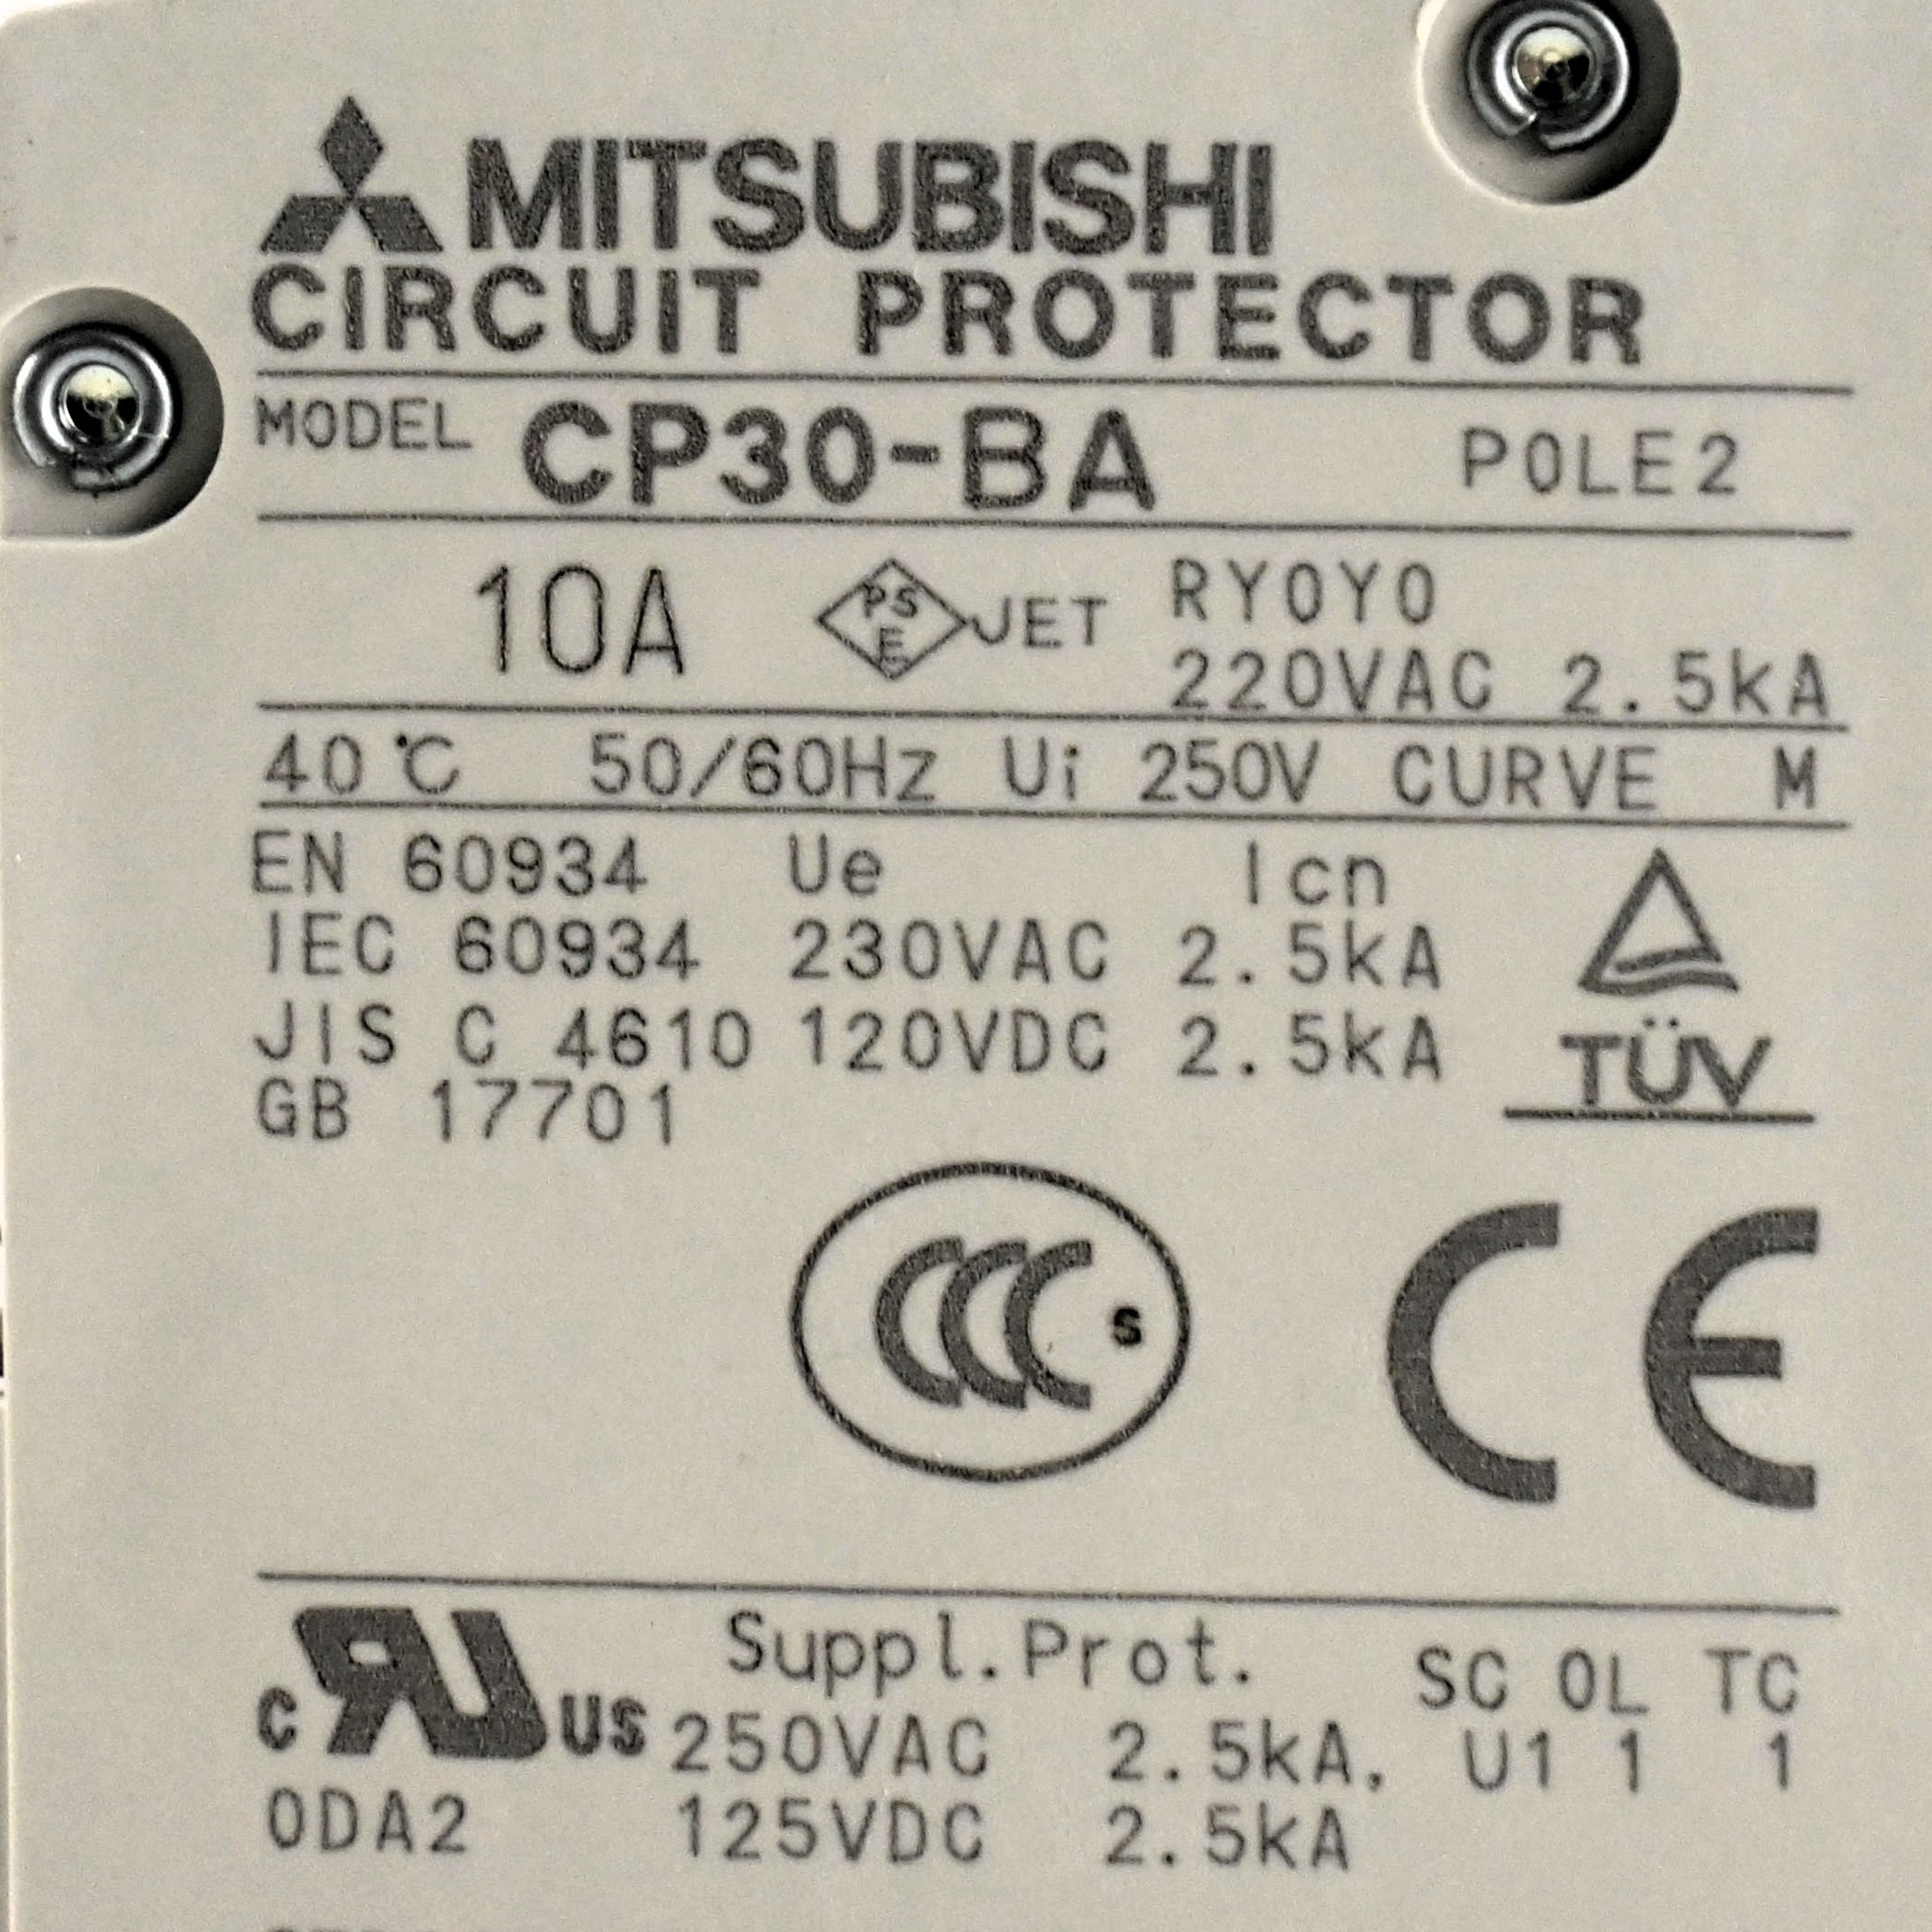 MITSUBISHI
CIRCUIT PROTECTOR
MODEL CP30-BA POLE2
10A PS E JET RYOYO
220VAC 2.5kA
40℃ 50/60Hz Ui 250V CURVE M
EN 60934 Ue Icn
IEC 60934 230VAC 2.5kA
JIS C 4610 120VDC 2.5kA
TÜV
GB 17701
CCC S CE
Suppl.Prot. SC OL TC
c RU US 250VAC 2.5kA, U1 1 1
ODA2 125VDC 2.5kA